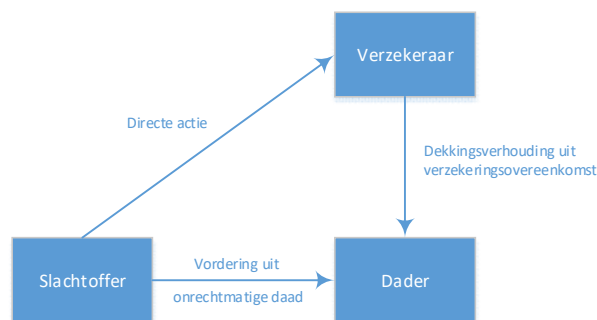 Verzekeraar
Directe actie
Dekkingsverhouding uit
verzekeringsovereenkomst
Slachtoffer
Vordering uit
onrechtmatige daad
Dader